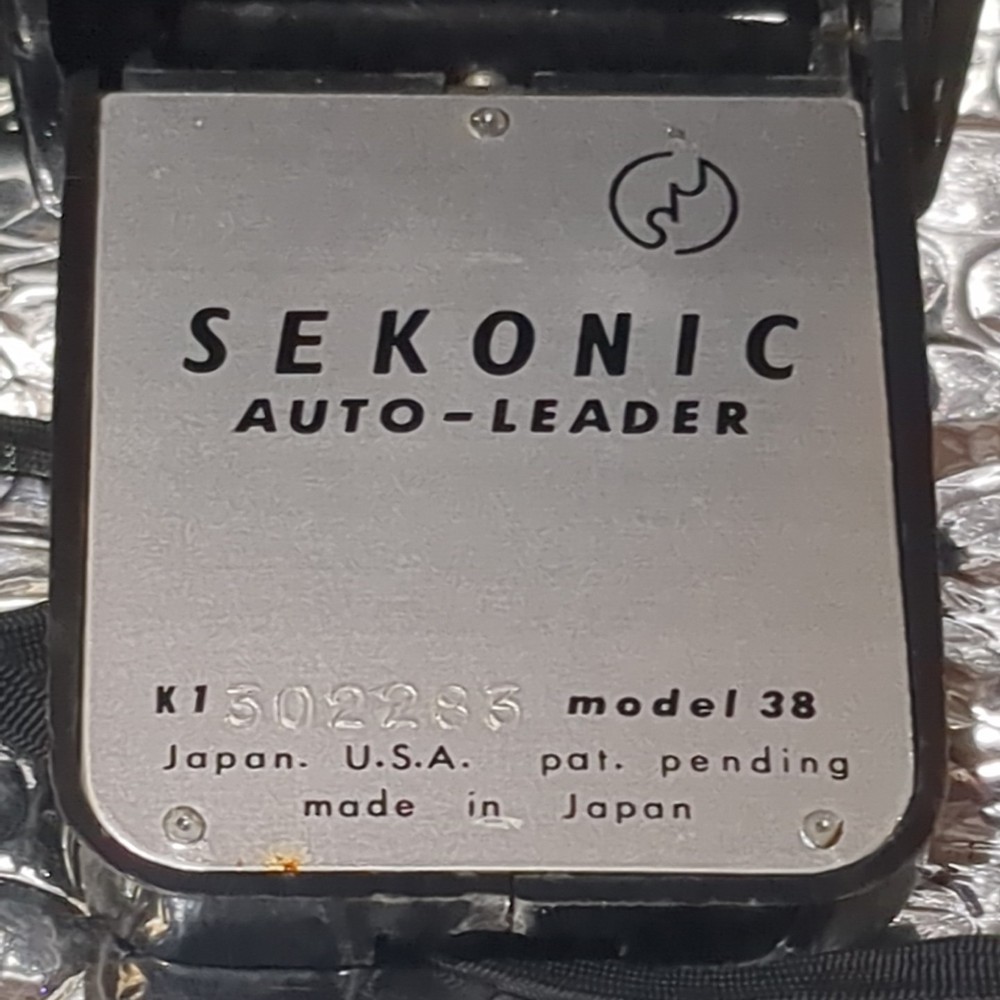 SEKONIC
AUTO-LEADER
K1 302283 model 38
Japan. U.S.A. pat. pending
made in Japan